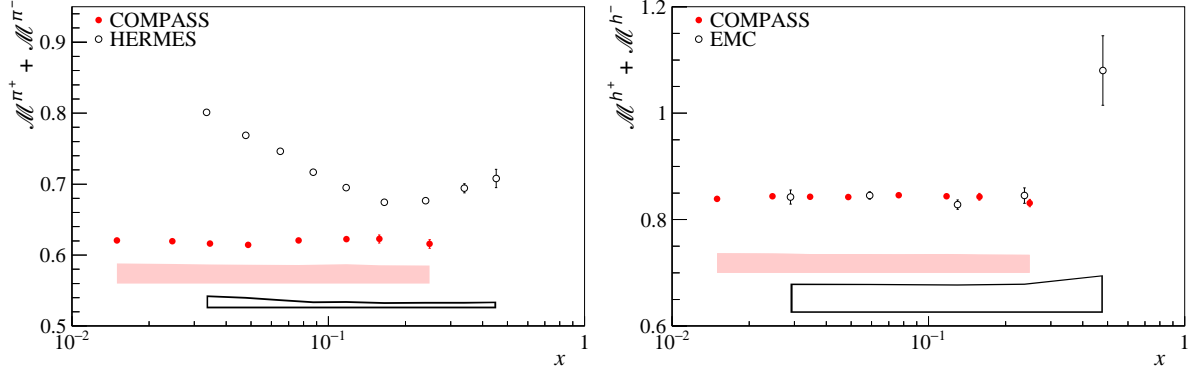 ℳ^π⁺ + ℳ^π⁻
0.9
0.8
0.7
0.6
0.5
COMPASS
HERMES
10⁻²
10⁻¹
1
x
ℳ^h⁺ + ℳ^h⁻
1.2
1
0.8
0.6
COMPASS
EMC
10⁻²
10⁻¹
1
x